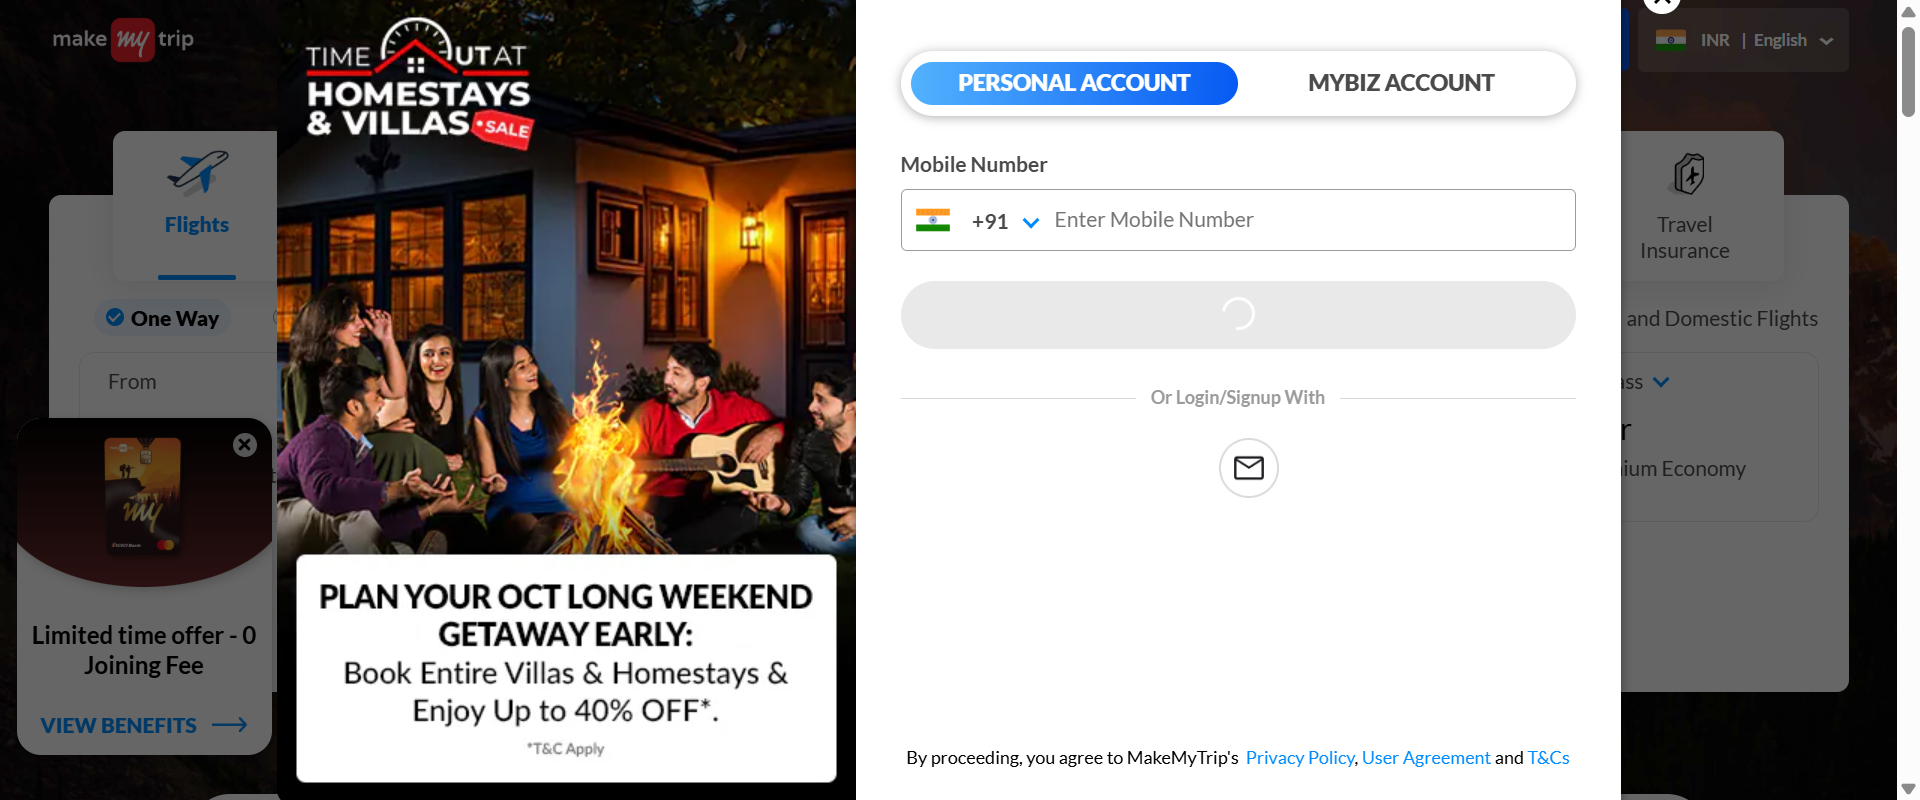 make my trip
INR | English
TIME OUT AT
HOMESTAYS
& VILLAS
SALE
PERSONAL ACCOUNT
MYBIZ ACCOUNT
Mobile Number
+91 Enter Mobile Number
Or Login/Signup With
By proceeding, you agree to MakeMyTrip's Privacy Policy, User Agreement and T&Cs
Flights
One Way
From
my
Limited time offer - 0
Joining Fee
VIEW BENEFITS
PLAN YOUR OCT LONG WEEKEND
GETAWAY EARLY:
Book Entire Villas & Homestays &
Enjoy Up to 40% OFF*.
*T&C Apply
Travel
Insurance
and Domestic Flights
Economy